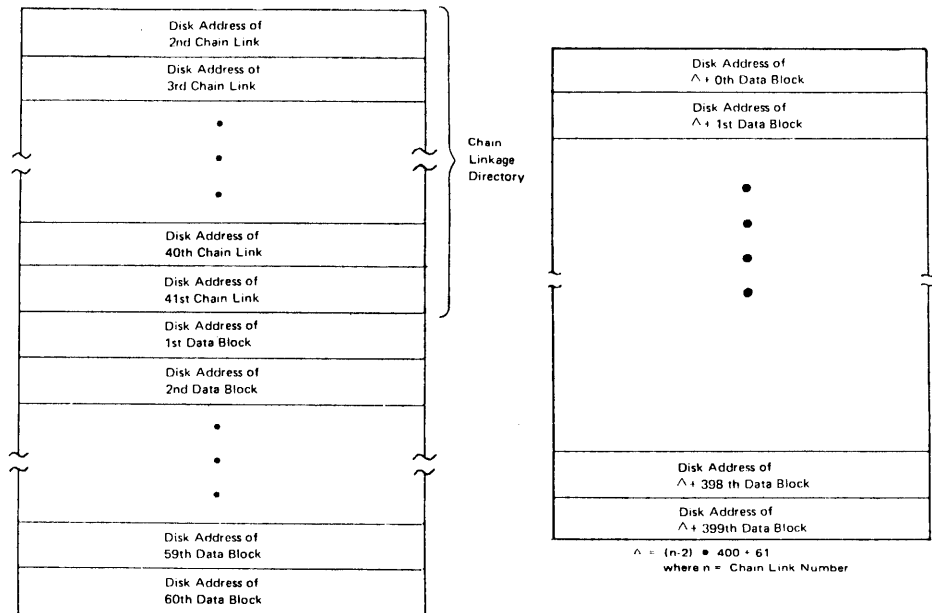 Disk Address of
2nd Chain Link
Disk Address of
3rd Chain Link
Chain
Linkage
Directory
Disk Address of
40th Chain Link
Disk Address of
41st Chain Link
Disk Address of
1st Data Block
Disk Address of
2nd Data Block
Disk Address of
59th Data Block
Disk Address of
60th Data Block
Disk Address of
^ + 0th Data Block
Disk Address of
^ + 1st Data Block
Disk Address of
^ + 398 th Data Block
Disk Address of
^ + 399th Data Block
^ = (n-2) • 400 + 61
where n = Chain Link Number